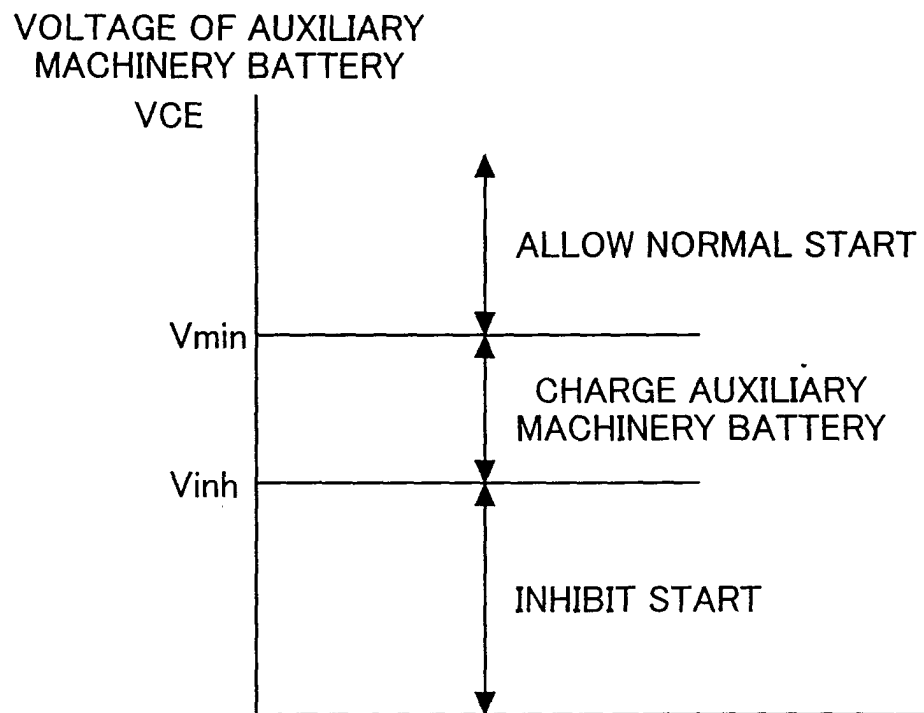 VOLTAGE OF AUXILIARY
MACHINERY BATTERY
VCE
ALLOW NORMAL START
Vmin
CHARGE AUXILIARY
MACHINERY BATTERY
Vinh
INHIBIT START